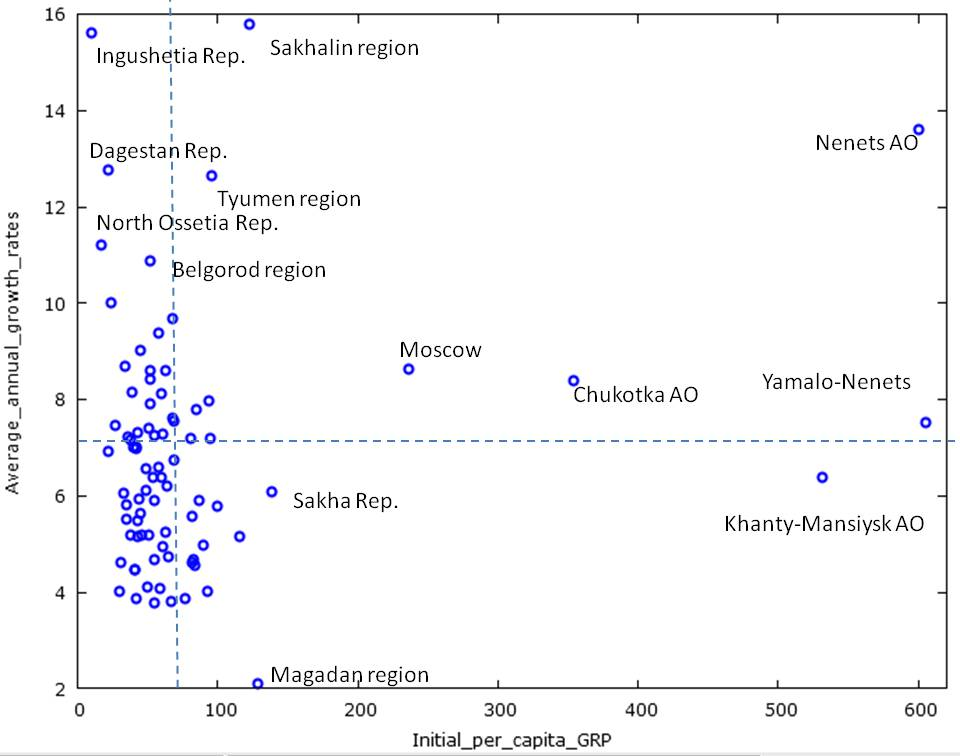 16
Sakhalin region
Ingushetia Rep.
14
Nenets AO
Dagestan Rep.
12
Tyumen region
North Ossetia Rep.
Belgorod region
10
Moscow
Chukotka AO
Yamalo-Nenets
8
6
Sakha Rep.
Khanty-Mansiysk AO
4
Magadan region
2
0 100 200 300 400 500 600
Initial_per_capita_GRP
Average_annual_growth_rates